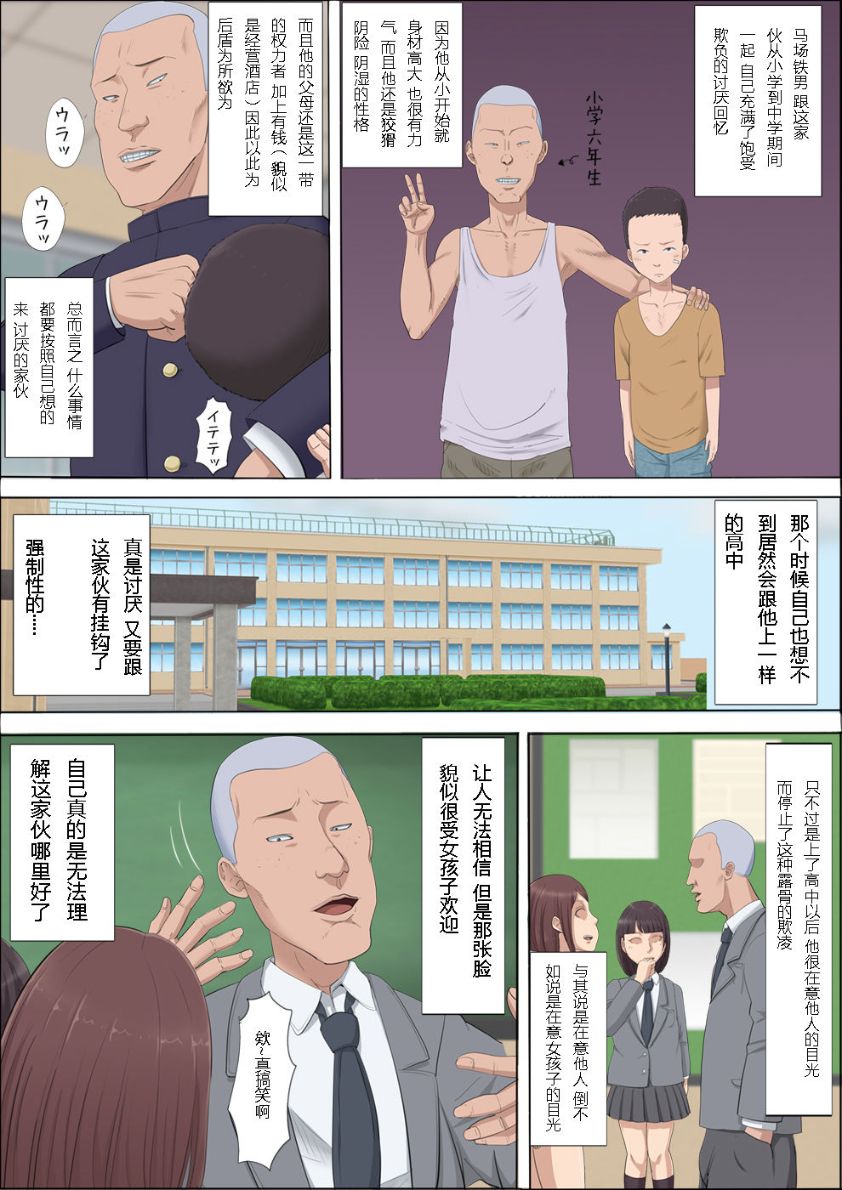 马场铁男 跟这家
伙从小学到中学期间
一起 自己充满了饱受
欺负的讨厌回忆
小学六年生
因为他从小开始就
身材高大 也很有力
气 而且他还是狡猾
阴险 阴湿的性格
而且他的父母还是这一带
的权力者 加上有钱(貌似
是经营酒店)因此以此为
后盾为所欲为
ウラッ
ウラッ
イテテッ
总而言之 什么事情
都要按照自己想的
来 讨厌的家伙
那个时候自己也想不
到居然会跟他上一样
的高中
真是讨厌 又要跟
这家伙有挂钩了
强制性的....
只不过是上了高中以后 他很在意他人的目光
而停止了这种露骨的欺凌
与其说是在意他人 倒不
如说是在意女孩子的目光
让人无法相信 但是那张脸
貌似很受女孩子欢迎
欸~真搞笑啊
自己真的是无法理
解这家伙哪里好了